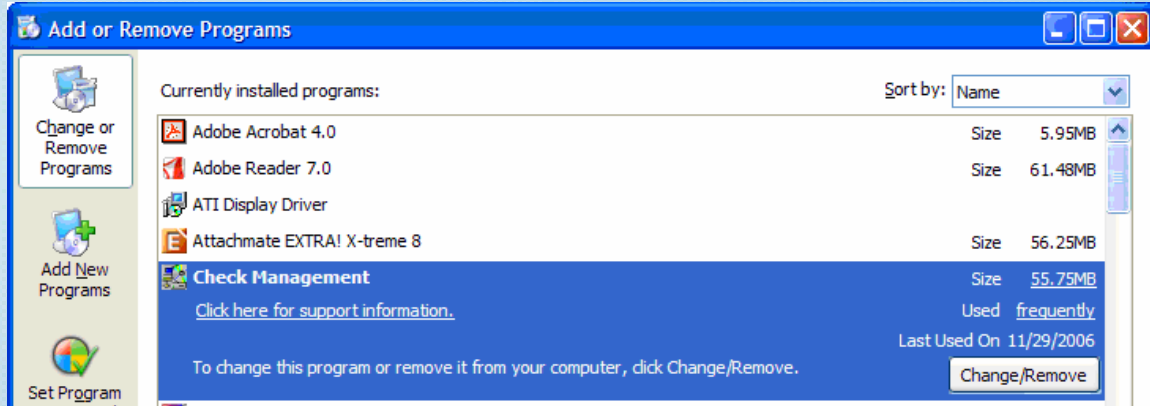 Add or Remove Programs
Change or
Remove
Programs
Add New
Programs
Set Program
Currently installed programs:
Sort by: Name
Adobe Acrobat 4.0 Size 5.95MB
Adobe Reader 7.0 Size 61.48MB
ATI Display Driver
Attachmate EXTRA! X-treme 8 Size 56.25MB
Check Management Size 55.75MB
Click here for support information. Used frequently
Last Used On 11/29/2006
To change this program or remove it from your computer, click Change/Remove. Change/Remove